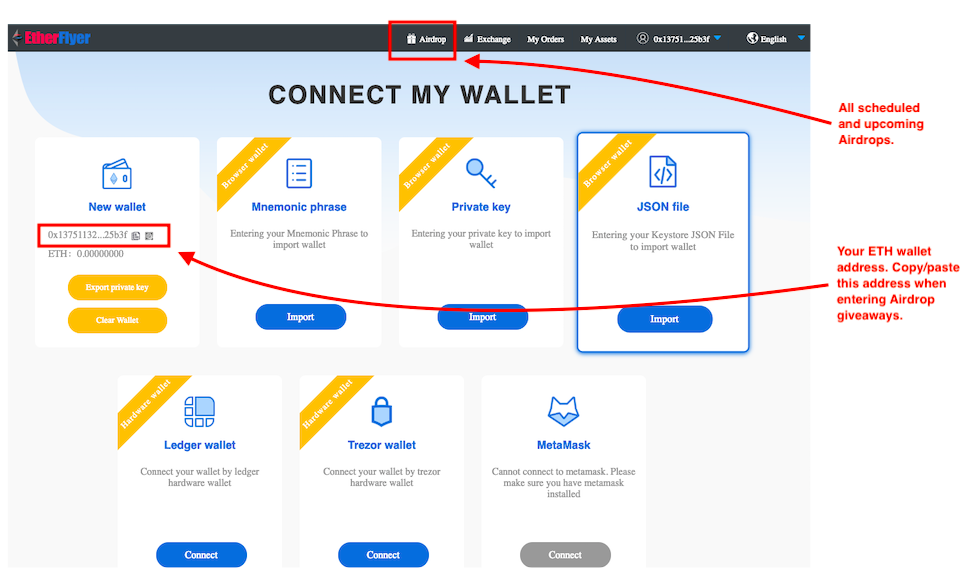 EtherFlyer
Airdrop
Exchange
My Orders
My Assets
0x13751...25b3f
English
CONNECT MY WALLET
All scheduled
and upcoming
Airdrops.
New wallet
0x13751132...25b3f
ETH: 0.00000000
Export private key
Clear Wallet
Browser wallet
Mnemonic phrase
Entering your Mnemonic Phrase to
import wallet
Import
Browser wallet
Private key
Entering your private key to import
wallet
Import
Browser wallet
JSON file
Entering your Keystore JSON File
to import wallet
Import
Your ETH wallet
address. Copy/paste
this address when
entering Airdrop
giveaways.
Hardware wallet
Ledger wallet
Connect your wallet by ledger
hardware wallet
Connect
Hardware wallet
Trezor wallet
Connect your wallet by trezor
hardware wallet
Connect
MetaMask
Cannot connect to metamask. Please
make sure you have metamask
installed
Connect